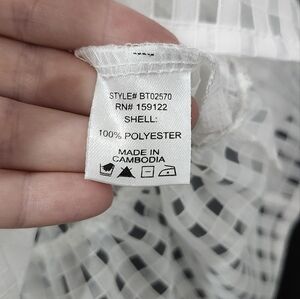 STYLE# BT02570
RN# 159122
SHELL:
100% POLYESTER
MADE IN
CAMBODIA